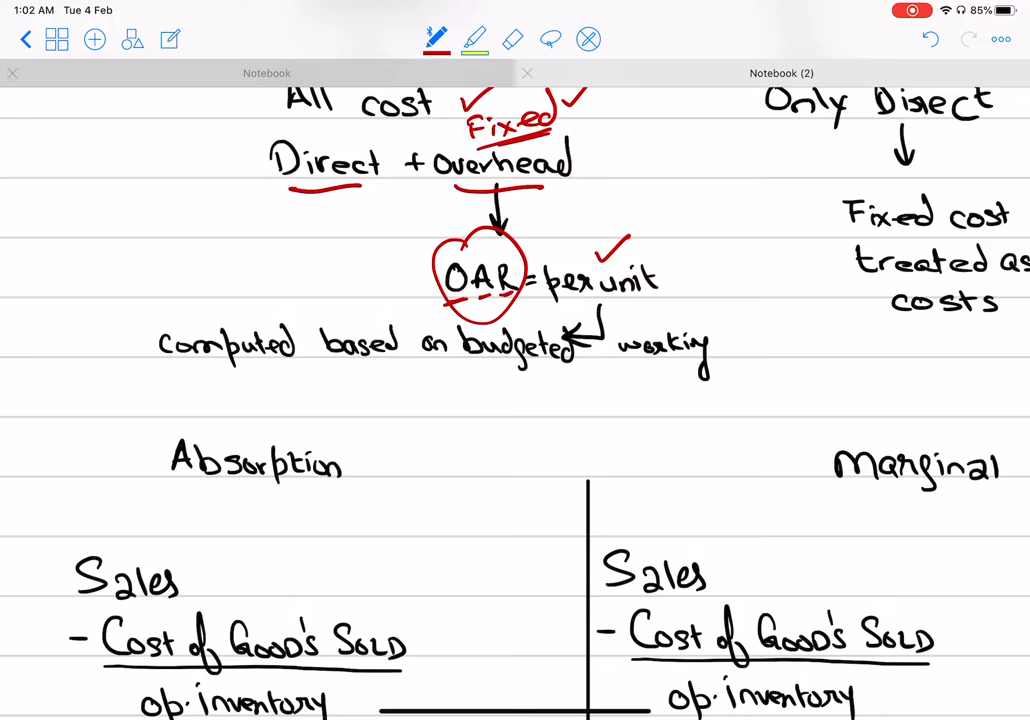 1:02 AM Tue 4 Feb
85%
Notebook
Notebook (2)
All cost
Fixed
Direct + overhead
OAR = per unit
computed based on budgeted working
Only Direct
Fixed cost
treated as
costs
Absorption
Sales
- Cost of Good's Sold
op. inventory
Marginal
Sales
- Cost of Good's Sold
op. inventory